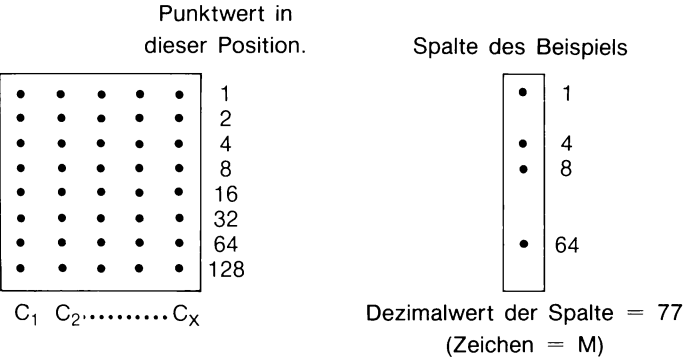 Punktwert in
dieser Position.
1
2
4
8
16
32
64
128
C1 C2..........CX
Spalte des Beispiels
1
4
8
64
Dezimalwert der Spalte = 77
(Zeichen = M)